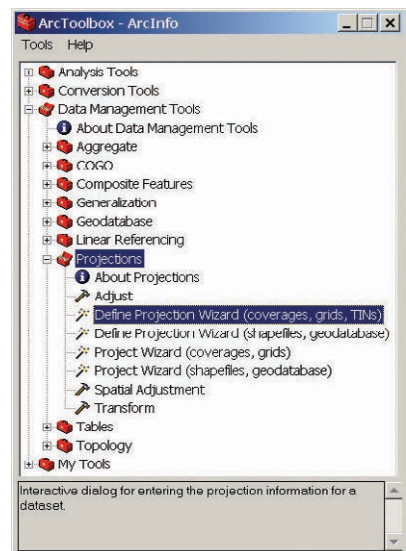 ArcToolbox - ArcInfo
Tools Help
Analysis Tools
Conversion Tools
Data Management Tools
About Data Management Tools
Aggregate
COGO
Composite Features
Generalization
Geodatabase
Linear Referencing
Projections
About Projections
Adjust
Define Projection Wizard (coverages, grids, TINs)
Define Projection Wizard (shapefiles, geodatabase)
Project Wizard (coverages, grids)
Project Wizard (shapefiles, geodatabase)
Spatial Adjustment
Transform
Tables
Topology
My Tools
Interactive dialog for entering the projection information for a
dataset.